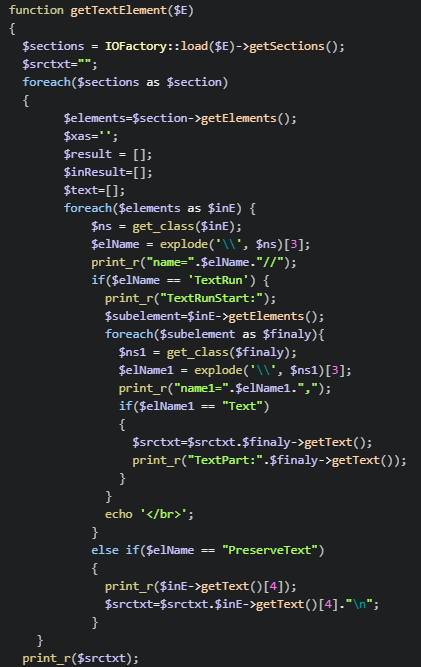 function getTextElement($E)
{
  $sections = IOFactory::load($E)->getSections();
  $srctxt="";
  foreach($sections as $section)
  {
        $elements=$section->getElements();
        $xas='';
        $result = [];
        $inResult=[];
        $text=[];
        foreach($elements as $inE) {
            $ns = get_class($inE);
            $elName = explode('\\', $ns)[3];
            print_r("name=".$elName."//");
            if($elName == 'TextRun') {
              print_r("TextRunStart:");
              $subelement=$inE->getElements();
              foreach($subelement as $finaly){
                $ns1 = get_class($finaly);
                $elName1 = explode('\\', $ns1)[3];
                print_r("name1=".$elName1.",");
                if($elName1 == "Text")
                {
                  $srctxt=$srctxt.$finaly->getText();
                  print_r("TextPart:".$finaly->getText());
                }
              }
              echo '</br>';
            }
            else if($elName == "PreserveText")
            {
              print_r($inE->getText()[4]);
              $srctxt=$srctxt.$inE->getText()[4]."\n";
            }
    }
  print_r($srctxt);